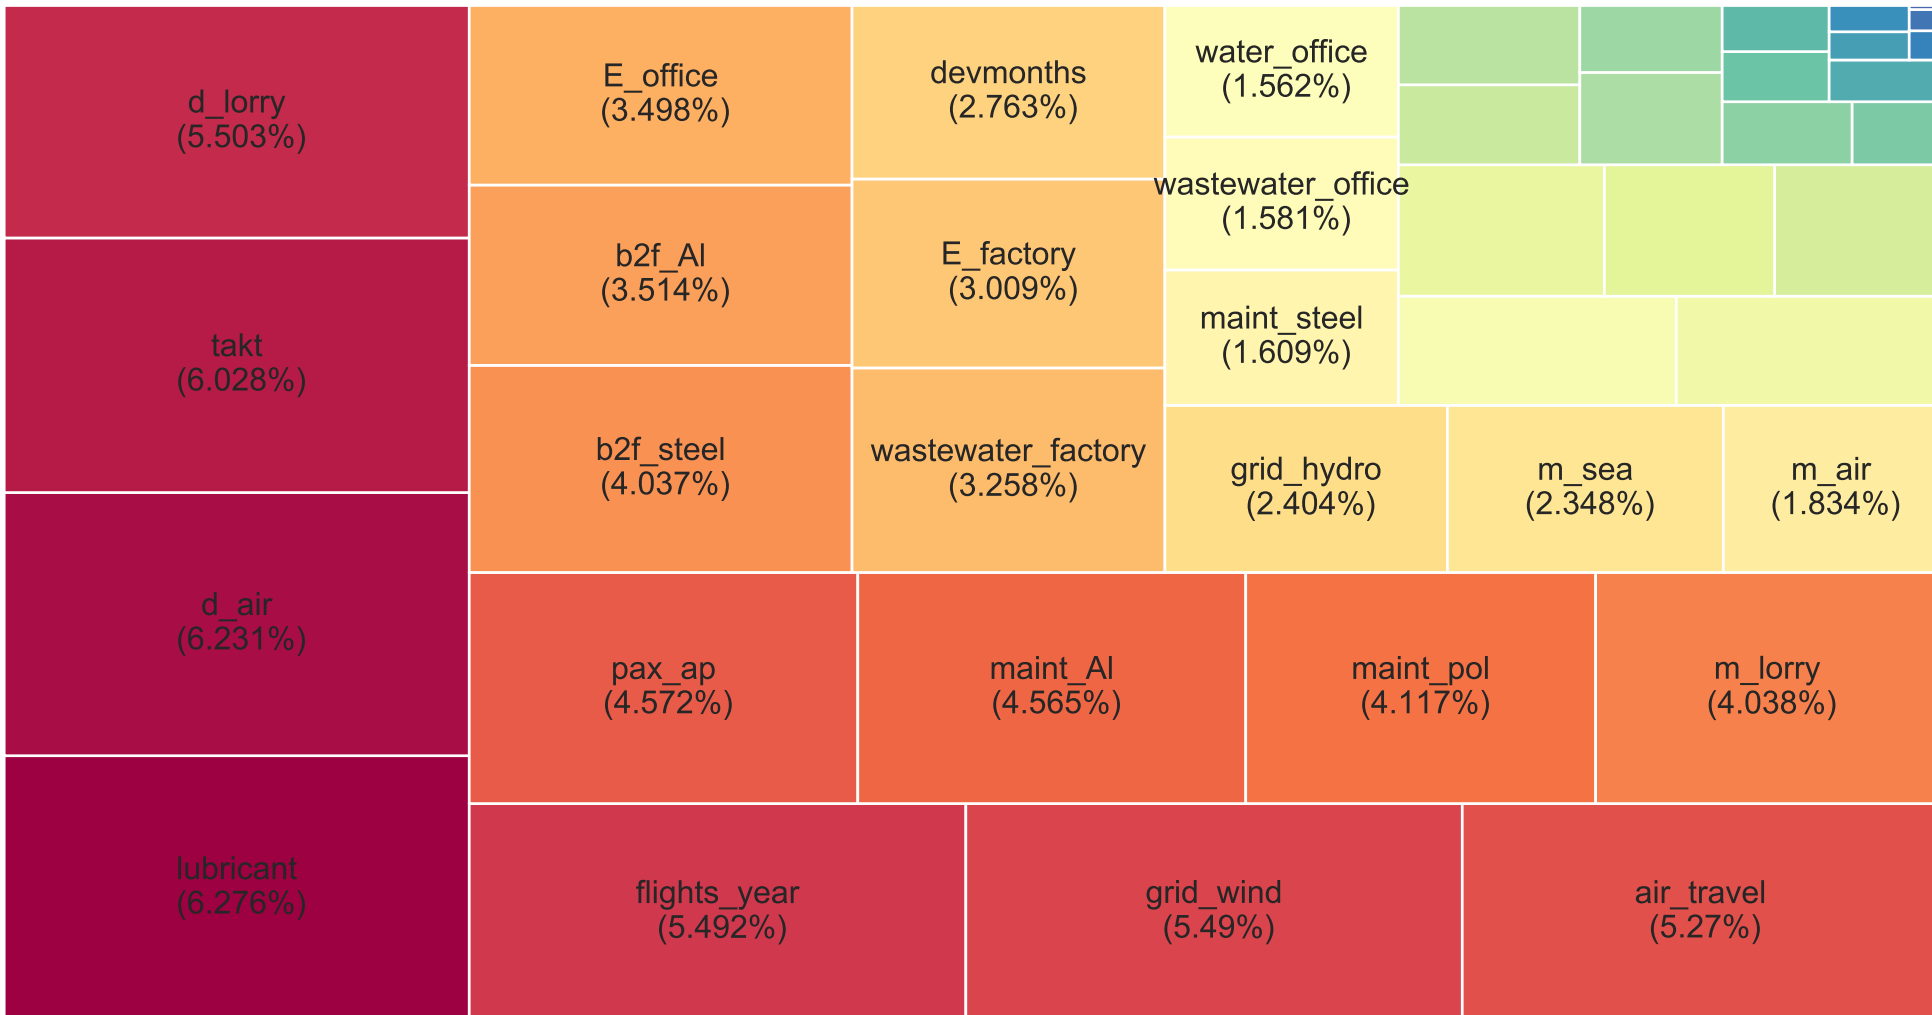 d_lorry
(5.503%)
takt
(6.028%)
d_air
(6.231%)
lubricant
(6.276%)
E_office
(3.498%)
b2f_Al
(3.514%)
b2f_steel
(4.037%)
devmonths
(2.763%)
E_factory
(3.009%)
wastewater_factory
(3.258%)
water_office
(1.562%)
wastewater_office
(1.581%)
maint_steel
(1.609%)
grid_hydro
(2.404%)
m_sea
(2.348%)
m_air
(1.834%)
pax_ap
(4.572%)
maint_Al
(4.565%)
maint_pol
(4.117%)
m_lorry
(4.038%)
flights_year
(5.492%)
grid_wind
(5.49%)
air_travel
(5.27%)